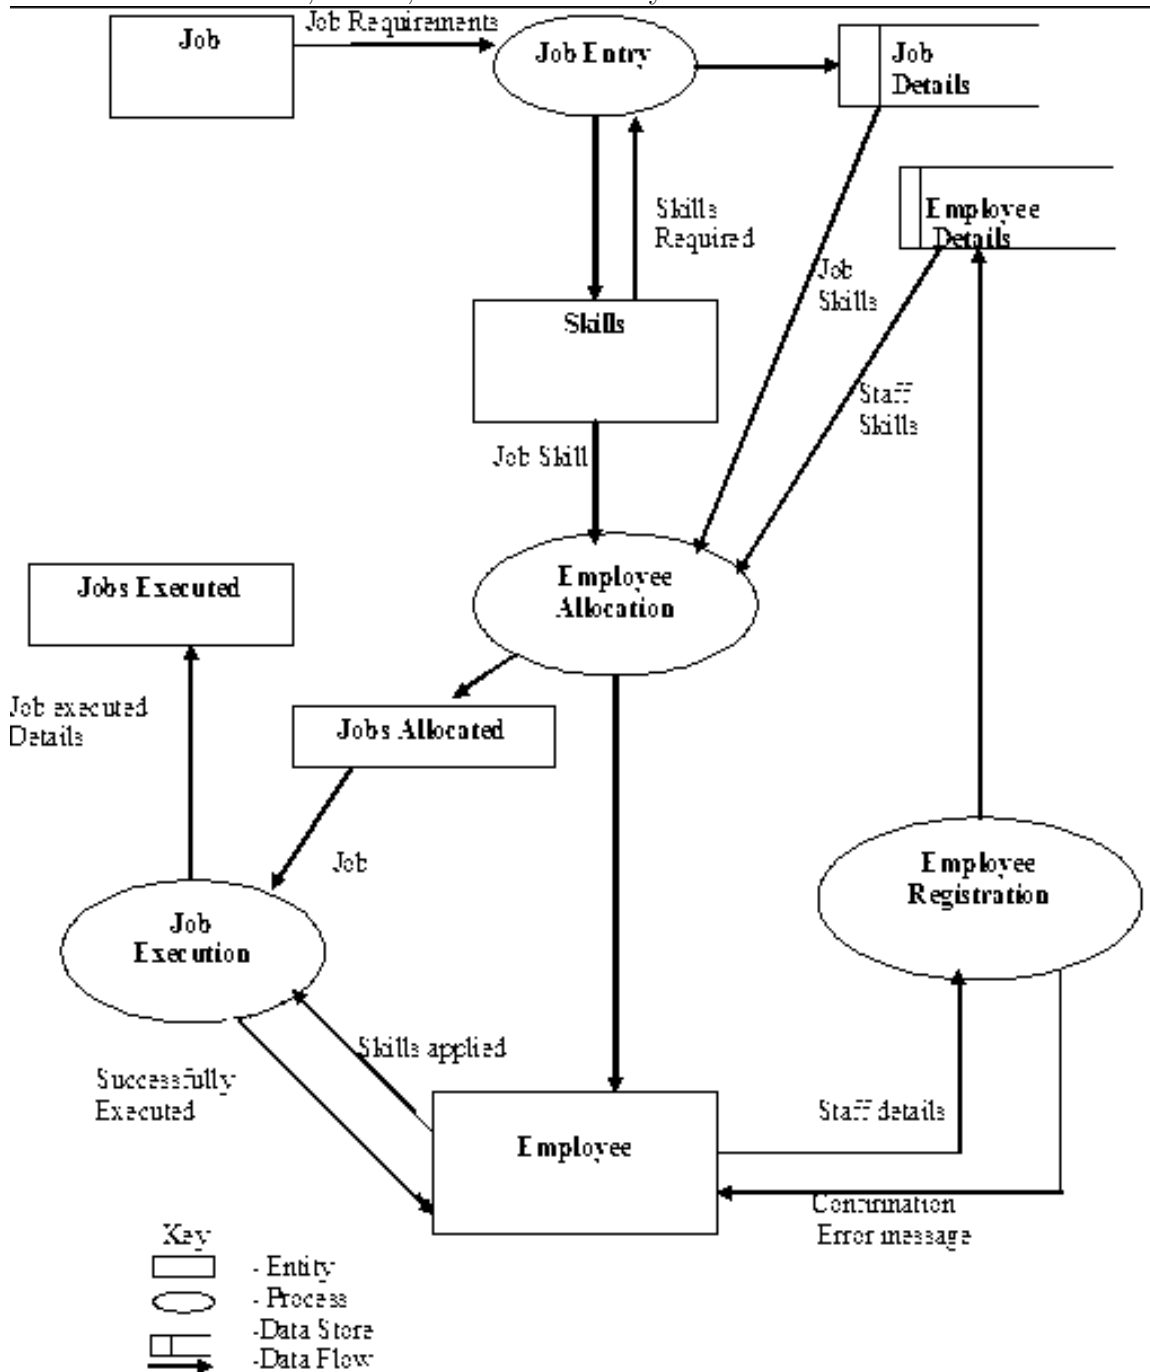 Job Requirements
Job
Job Entry
Job
Details
Employee
Details
Skills
Required
Job
Skills
Skills
Staff
Skills
Job Skill
Employee
Allocation
Jobs Executed
Job executed
Details
Jobs Allocated
Job
Employee
Registration
Job
Execution
Skills applied
Successfully
Executed
Staff details
Employee
Confirmation
Error message
Key
- Entity
- Process
-Data Store
-Data Flow